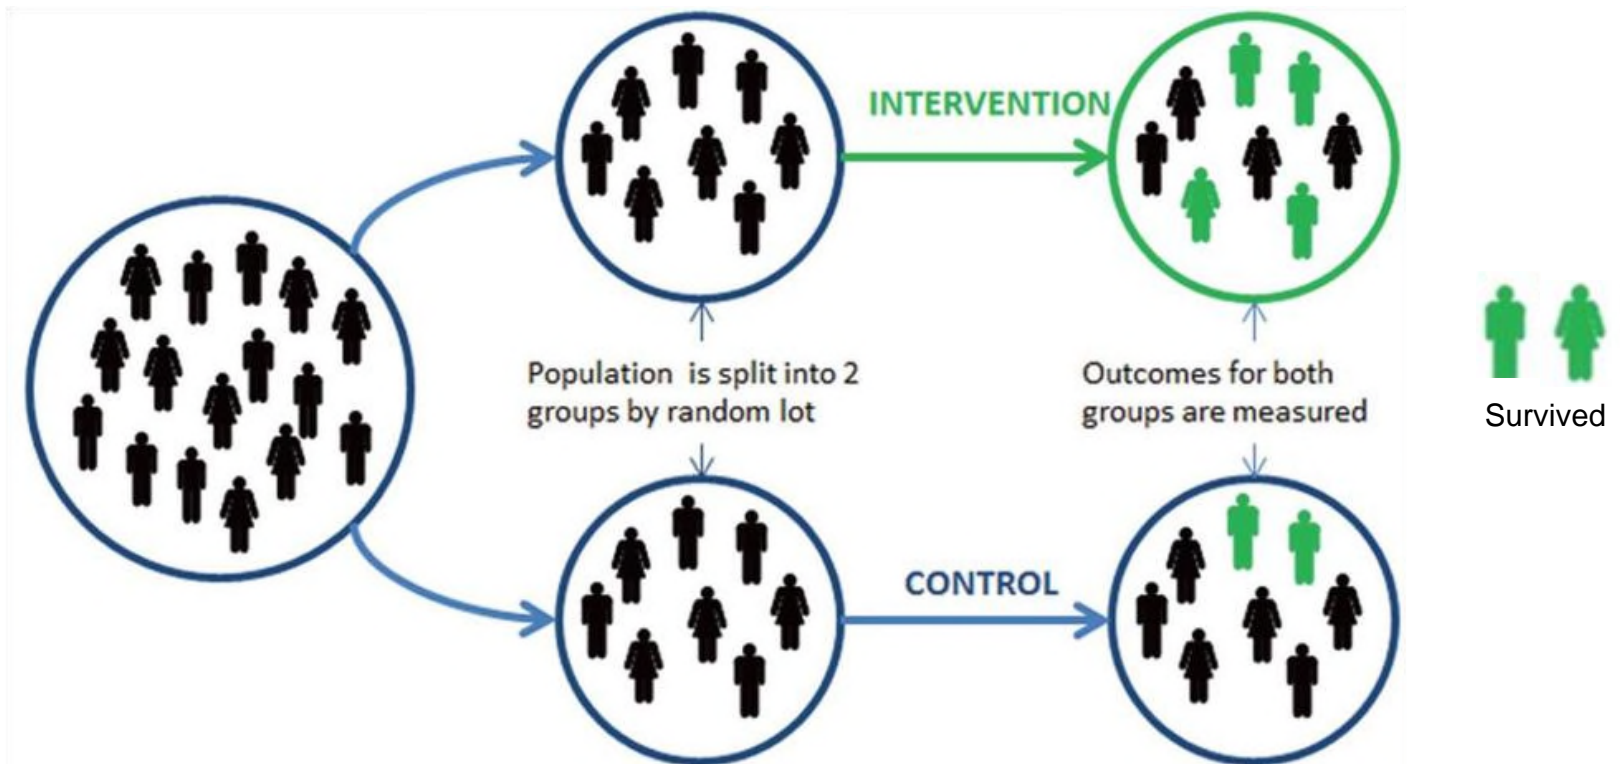 INTERVENTION
Population is split into 2
groups by random lot
Outcomes for both
groups are measured
Survived
CONTROL